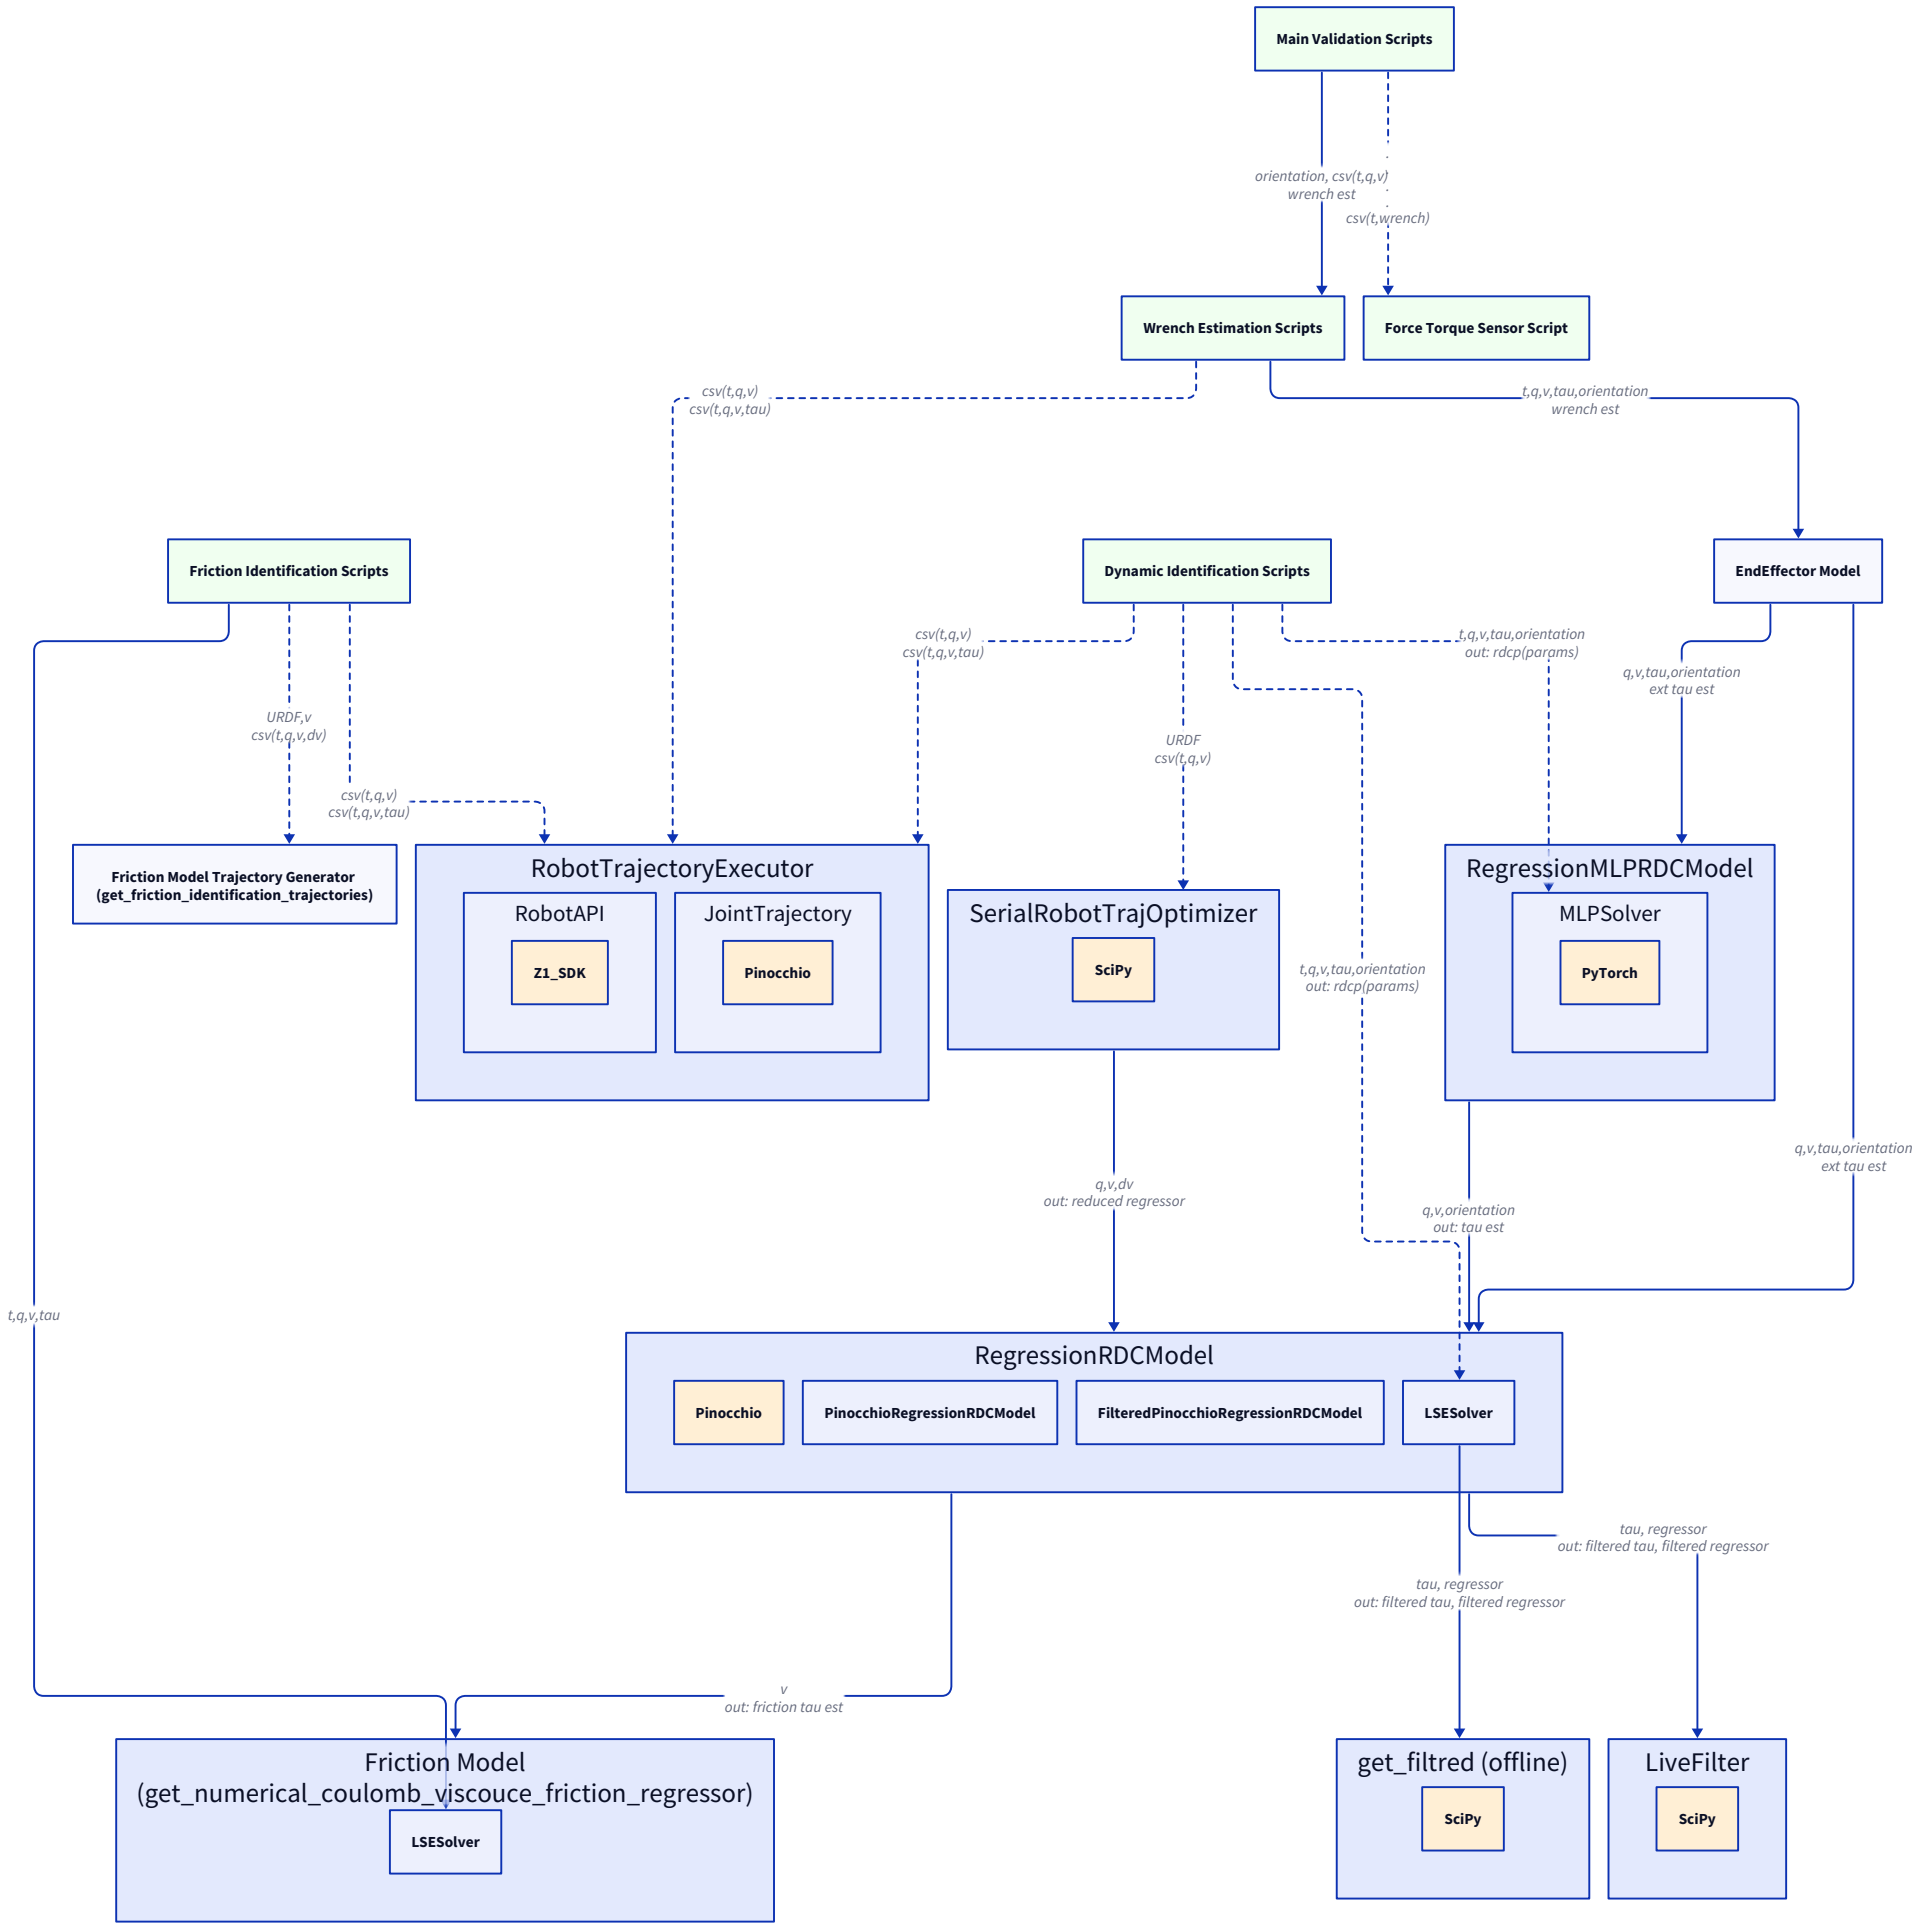 Main Validation Scripts
orientation, csv(t,q,v)
wrench est
csv(t,wrench)
Wrench Estimation Scripts
Force Torque Sensor Script
csv(t,q,v)
csv(t,q,v,tau)
t,q,v,tau,orientation
wrench est
Friction Identification Scripts
Dynamic Identification Scripts
EndEffector Model
csv(t,q,v)
csv(t,q,v,tau)
t,q,v,tau,orientation
out: rdcp(params)
q,v,tau,orientation
ext tau est
URDF,v
csv(t,q,v,dv)
URDF
csv(t,q,v)
csv(t,q,v)
csv(t,q,v,tau)
Friction Model Trajectory Generator
(get_friction_identification_trajectories)
RobotTrajectoryExecutor
RobotAPI
Z1_SDK
JointTrajectory
Pinocchio
SerialRobotTrajOptimizer
SciPy
t,q,v,tau,orientation
out: rdcp(params)
RegressionMLPRDCModel
MLPSolver
PyTorch
q,v,tau,orientation
ext tau est
q,v,dv
out: reduced regressor
q,v,orientation
out: tau est
t,q,v,tau
RegressionRDCModel
Pinocchio
PinocchioRegressionRDCModel
FilteredPinocchioRegressionRDCModel
LSESolver
tau, regressor
out: filtered tau, filtered regressor
tau, regressor
out: filtered tau, filtered regressor
v
out: friction tau est
Friction Model
(get_numerical_coulomb_viscouce_friction_regressor)
LSESolver
get_filtred (offline)
SciPy
LiveFilter
SciPy